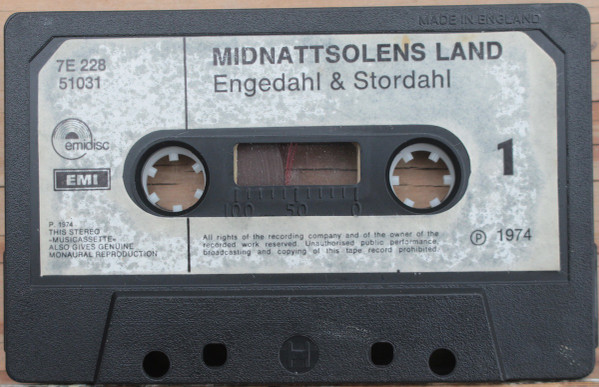 MADE IN ENGLAND
7E 228
51031
MIDNATTSOLENS LAND
Engedahl & Stordahl
emidisc
EMI
1
100 50 0
P. 1974
THIS STEREO
-MUSICASSETTE-
ALSO GIVES GENUINE
MONAURAL REPRODUCTION
All rights of the recording company and of the owner of the
recorded work reserved. Unauthorised public performance,
broadcasting and copying of this tape record prohibited.
Ⓟ 1974
H